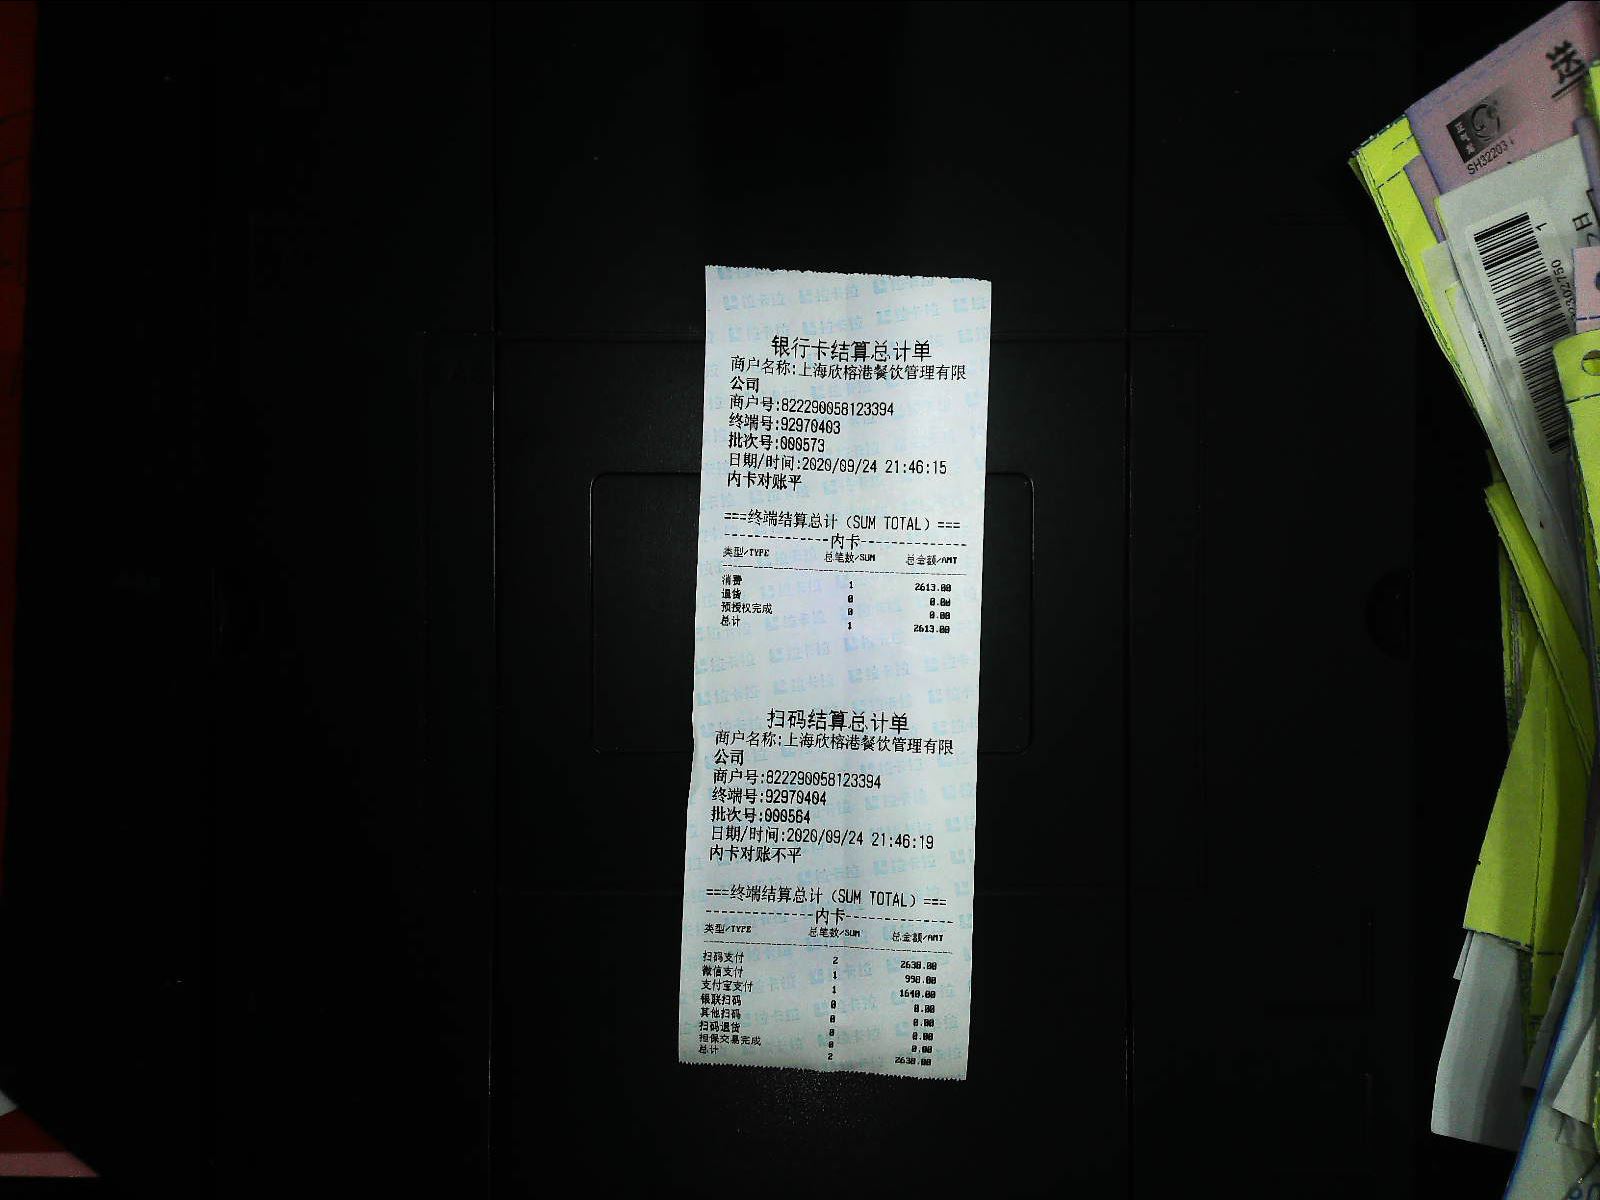 银行卡结算总计单
商户名称:上海欣榕港餐饮管理有限
公司
商户号:822290058123394
终端号:92970403
批次号:000573
日期/时间:2020/09/24 21:46:15
内卡对账平
===终端结算总计（SUM TOTAL）===
----------------内卡----------------
类型/TYPE 总笔数/SUM 总金额/AMT
消费 1 2613.00
退货 0 0.00
预授权完成 0 0.00
总计 1 2613.00
扫码结算总计单
商户名称:上海欣榕港餐饮管理有限
公司
商户号:822290058123394
终端号:92970404
批次号:000564
日期/时间:2020/09/24 21:46:19
内卡对账不平
===终端结算总计（SUM TOTAL）===
----------------内卡----------------
类型/TYPE 总笔数/SUM 总金额/AMT
扫码支付 2 2638.00
微信支付 1 998.00
支付宝支付 1 1640.00
银联扫码 0 0.00
其他扫码 0 0.00
扫码退货 0 0.00
担保交易完成 0 0.00
总计 2 2638.00
拉卡拉
送
SH32203